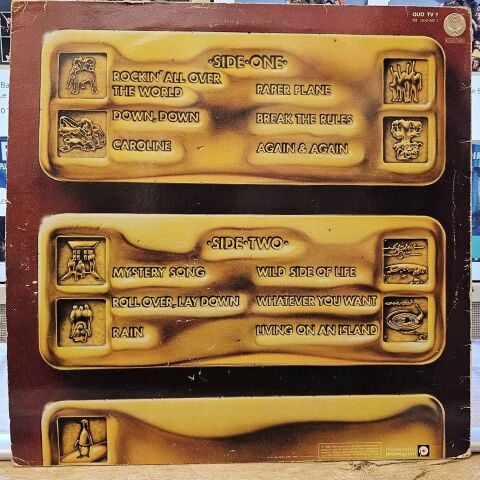 QUO TV 1
·SIDE·ONE·
ROCKIN' ALL OVER
THE WORLD
PAPER PLANE
DOWN, DOWN
BREAK THE RULES
CAROLINE
AGAIN & AGAIN
·SIDE·TWO·
MYSTERY SONG
WILD SIDE OF LIFE
ROLL OVER, LAY DOWN
WHATEVER YOU WANT
RAIN
LIVING ON AN ISLAND
phonogram